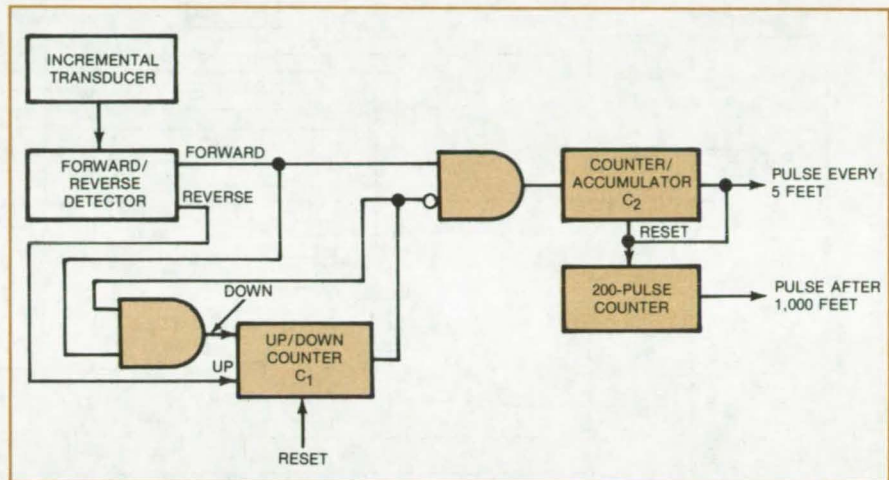 INCREMENTAL
TRANSDUCER
FORWARD/
REVERSE
DETECTOR
FORWARD
REVERSE
COUNTER/
ACCUMULATOR
C2
PULSE EVERY
5 FEET
RESET
200-PULSE
COUNTER
PULSE AFTER
1,000 FEET
DOWN
UP
UP/DOWN
COUNTER
C1
RESET